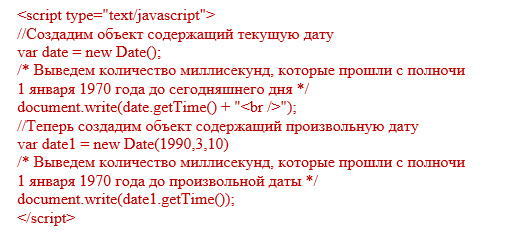 <script type="text/javascript">
//Создадим объект содержащий текущую дату
var date = new Date();
/* Выведем количество миллисекунд, которые прошли с полночи
1 января 1970 года до сегодняшнего дня */
document.write(date.getTime() + "<br />");
//Теперь создадим объект содержащий произвольную дату
var date1 = new Date(1990,3,10)
/* Выведем количество миллисекунд, которые прошли с полночи
1 января 1970 года до произвольной даты */
document.write(date1.getTime());
</script>